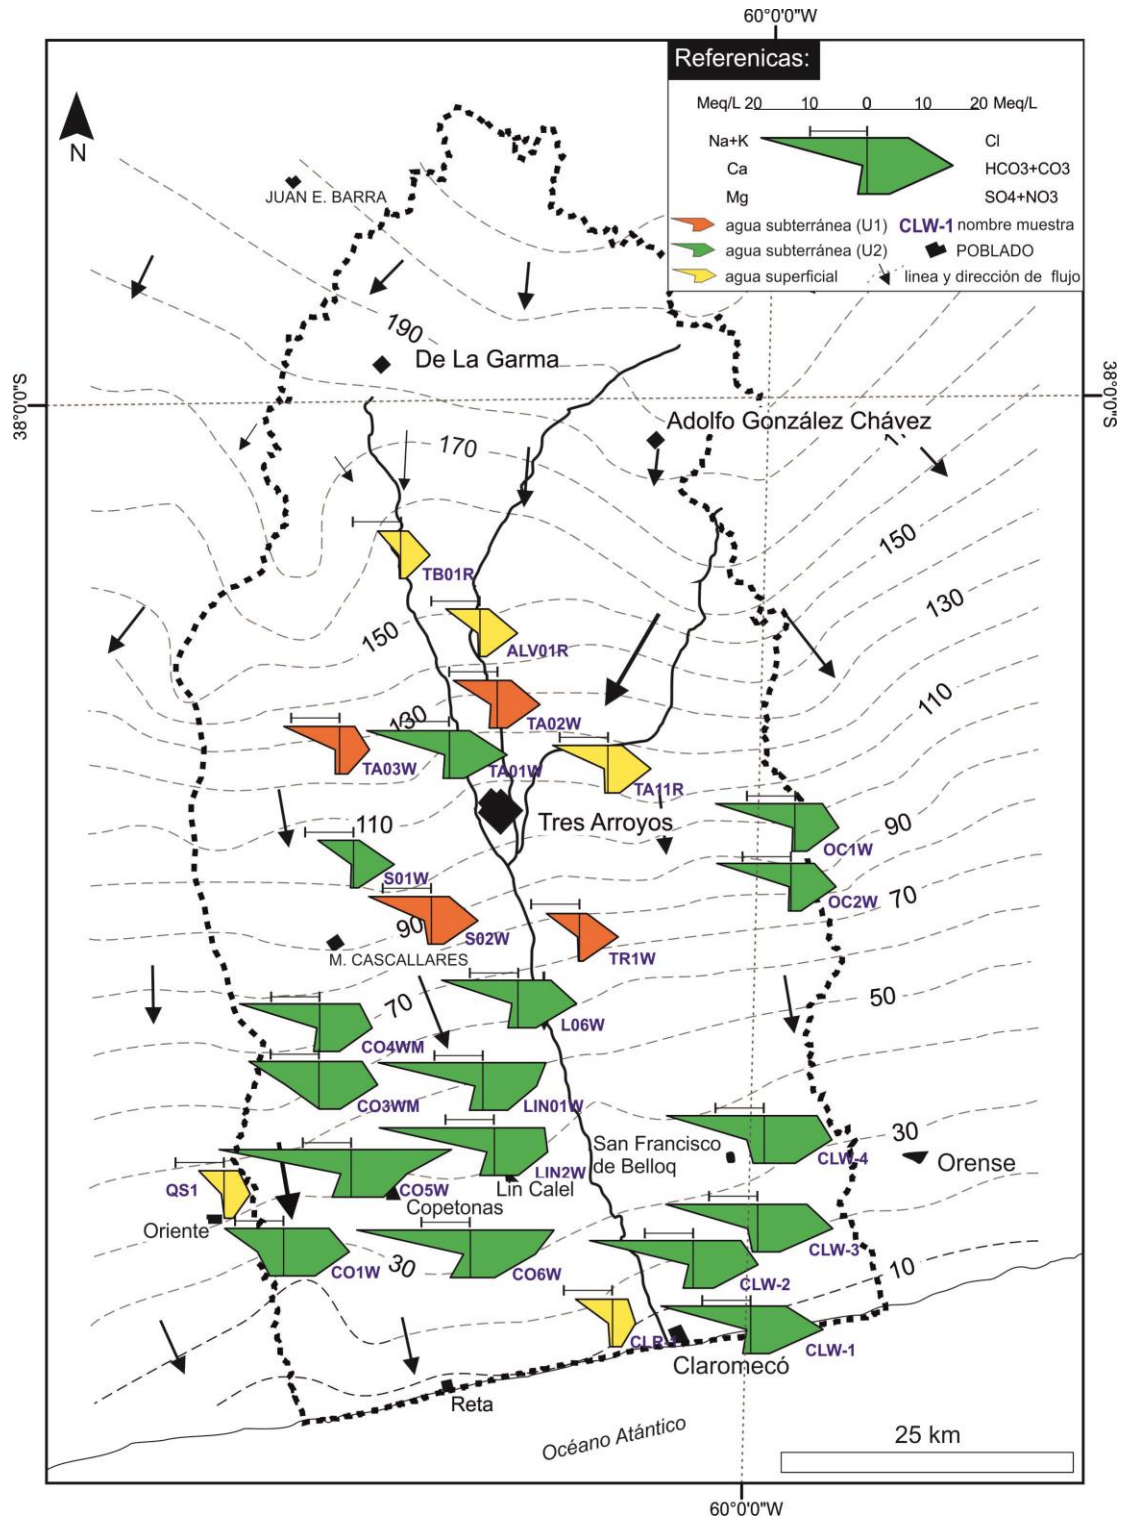 60°0'0"W
Referenicas:
Meq/L 20 10 0 10 20 Meq/L
Na+K Cl
Ca HCO3+CO3
Mg SO4+NO3
agua subterránea (U1) CLW-1 nombre muestra
agua subterránea (U2) POBLADO
agua superficial linea y dirección de flujo
N
JUAN E. BARRA
190
De La Garma
38°0'0"S
38°0'0"S
Adolfo González Chávez
170
150
TB01R
130
150
ALV01R
110
130
TA02W
TA03W
TA01W
TA11R
110
Tres Arroyos
90
OC1W
S01W
OC2W
70
90
S02W
TR1W
M. CASCALLARES
50
70
L06W
CO4WM
CO3WM
LIN01W
30
San Francisco
de Belloq
CLW-4
Orense
LIN2W
QS1
CO5W
Lin Calel
Copetonas
Oriente
CLW-3
30
CO1W
CO6W
CLW-2
10
CLW-1
Claromecó
Reta
Océano Atántico
25 km
60°0'0"W